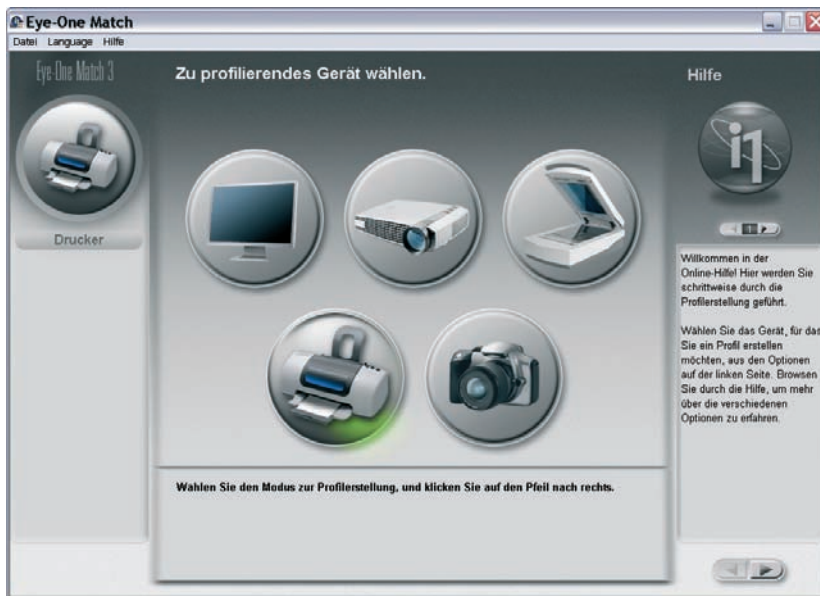 Eye-One Match
Datei Language Hilfe
Eye-One Match 3
Zu profilierendes Gerät wählen.
Hilfe
i1
Drucker
1
Willkommen in der
Online-Hilfe! Hier werden Sie
schrittweise durch die
Profilerstellung geführt.
Wählen Sie das Gerät, für das
Sie ein Profil erstellen
möchten, aus den Optionen
auf der linken Seite. Browsen
Sie durch die Hilfe, um mehr
über die verschiedenen
Optionen zu erfahren.
Wählen Sie den Modus zur Profilerstellung, und klicken Sie auf den Pfeil nach rechts.